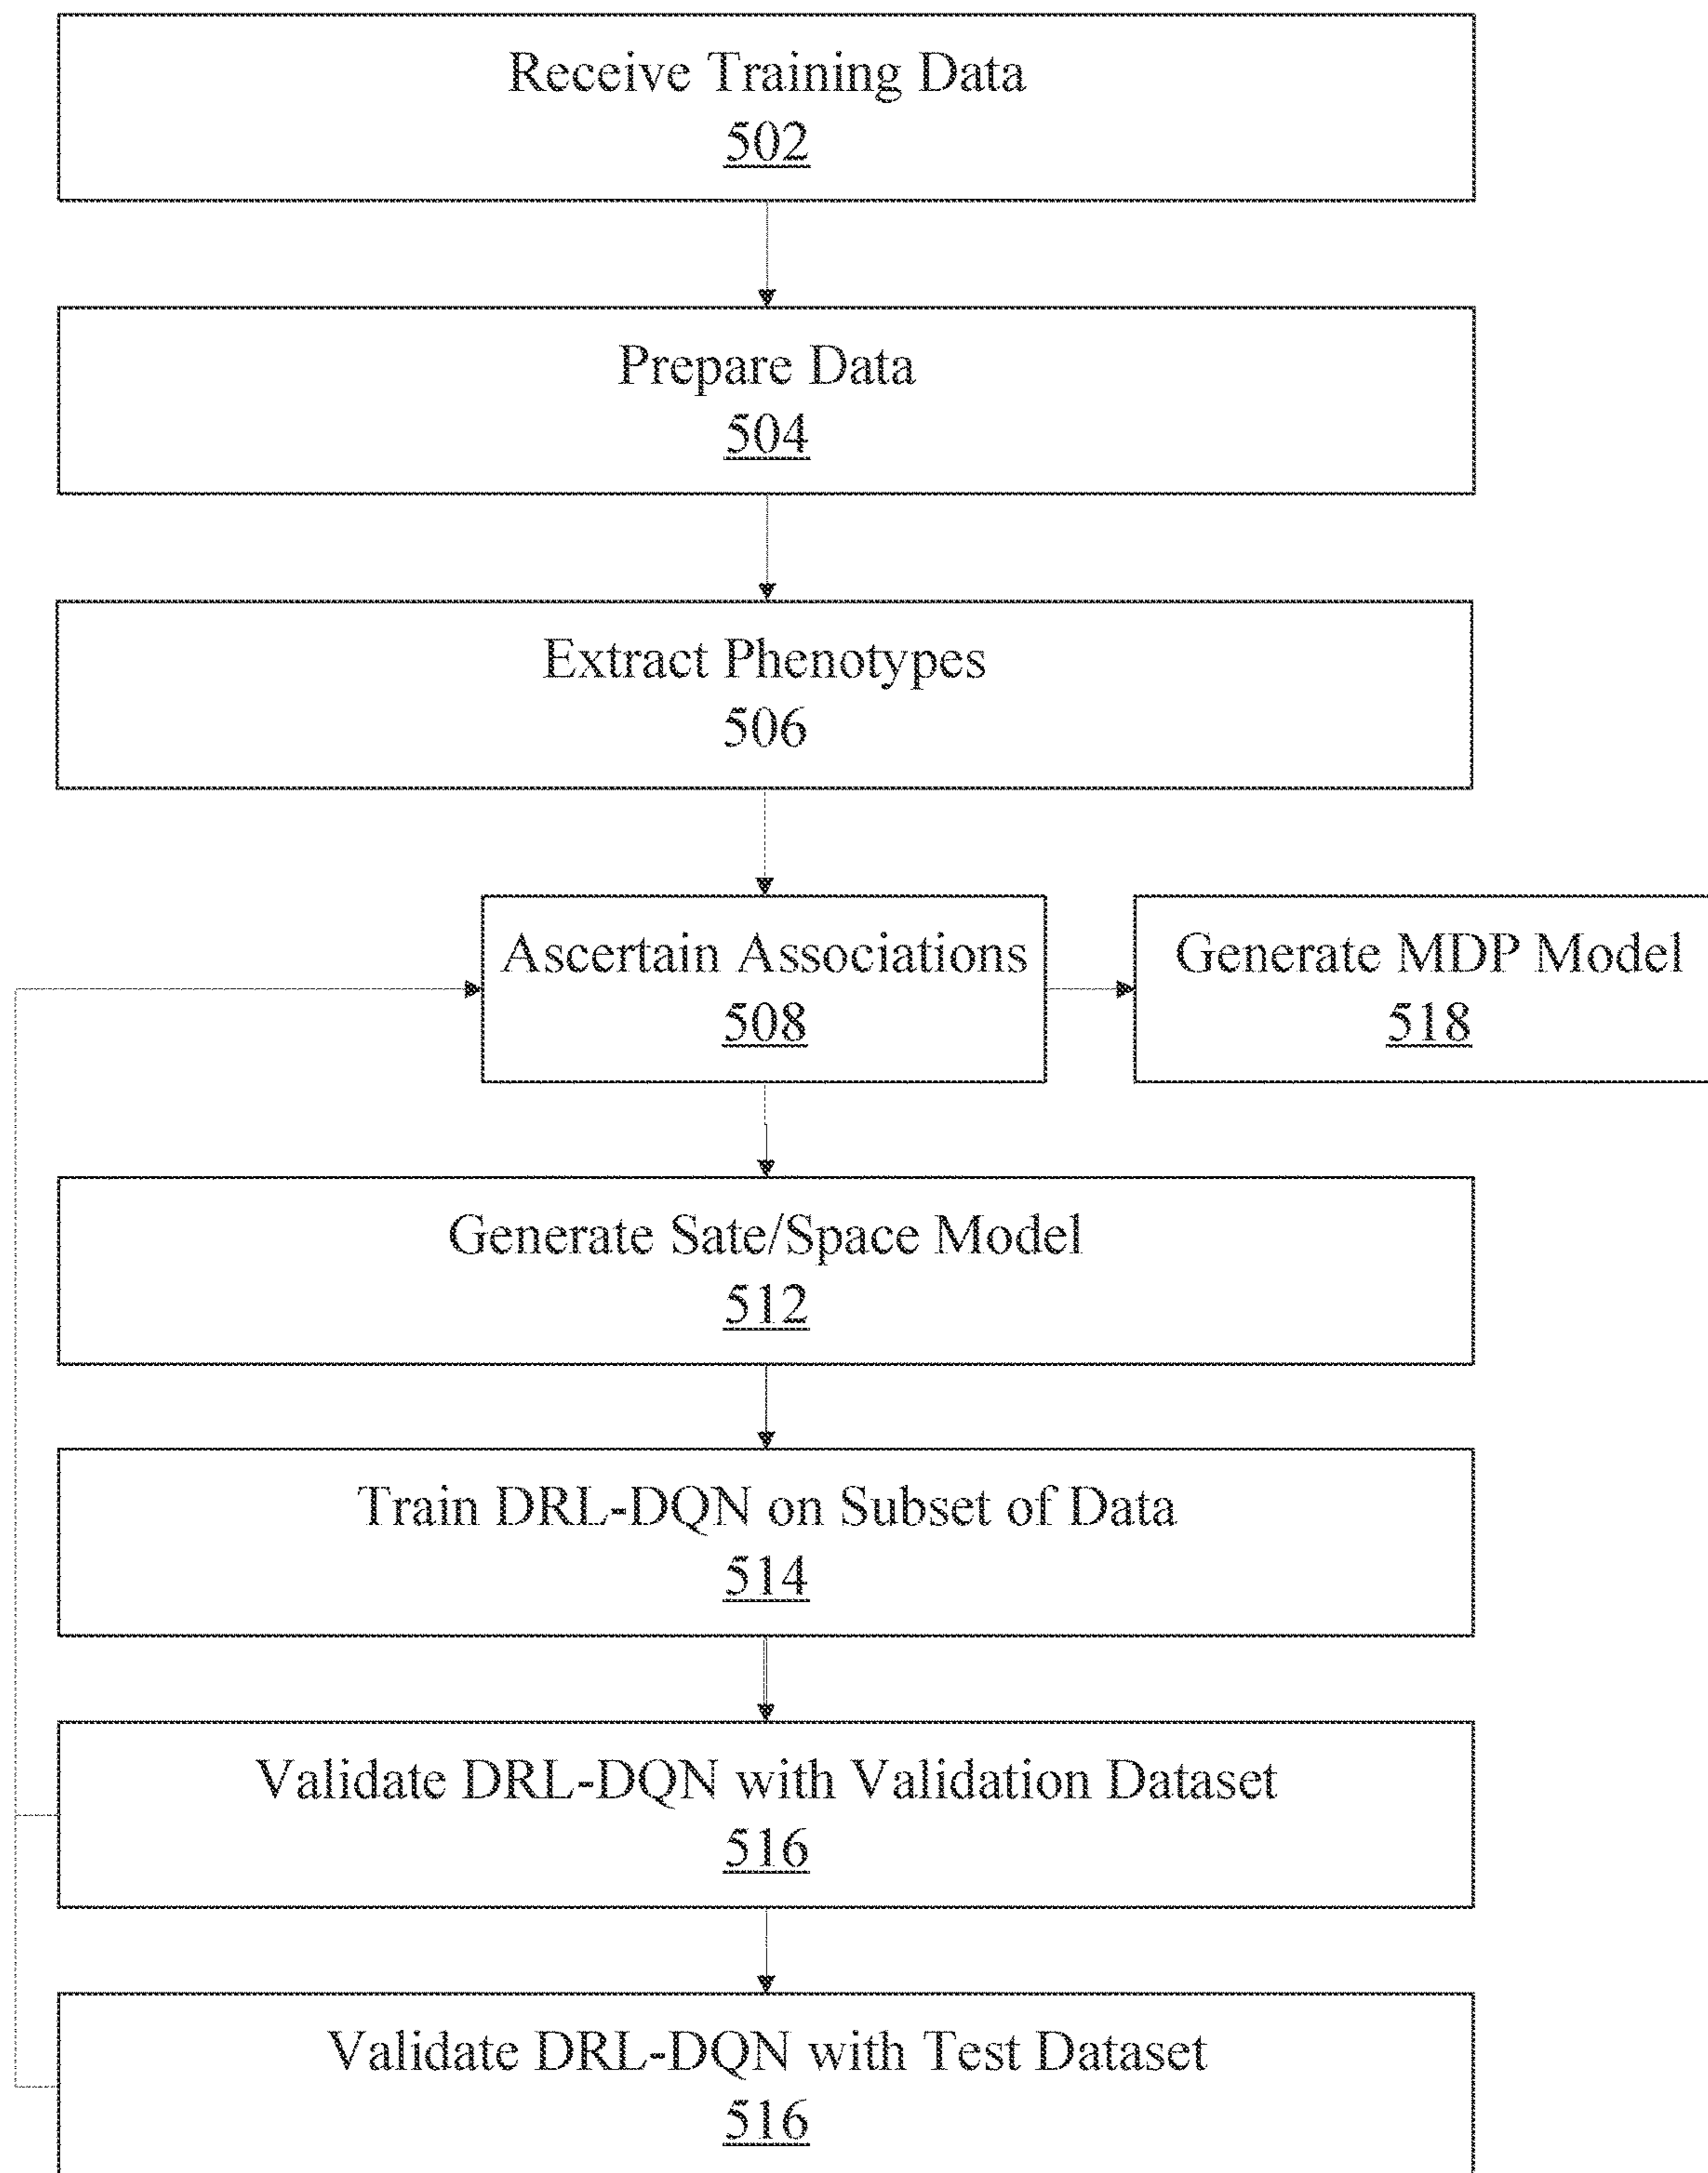 Receive Training Data
502
Prepare Data
504
Extract Phenotypes
506
Ascertain Associations
508
Generate MDP Model
518
Generate Sate/Space Model
512
Train DRL-DQN on Subset of Data
514
Validate DRL-DQN with Validation Dataset
516
Validate DRL-DQN with Test Dataset
516